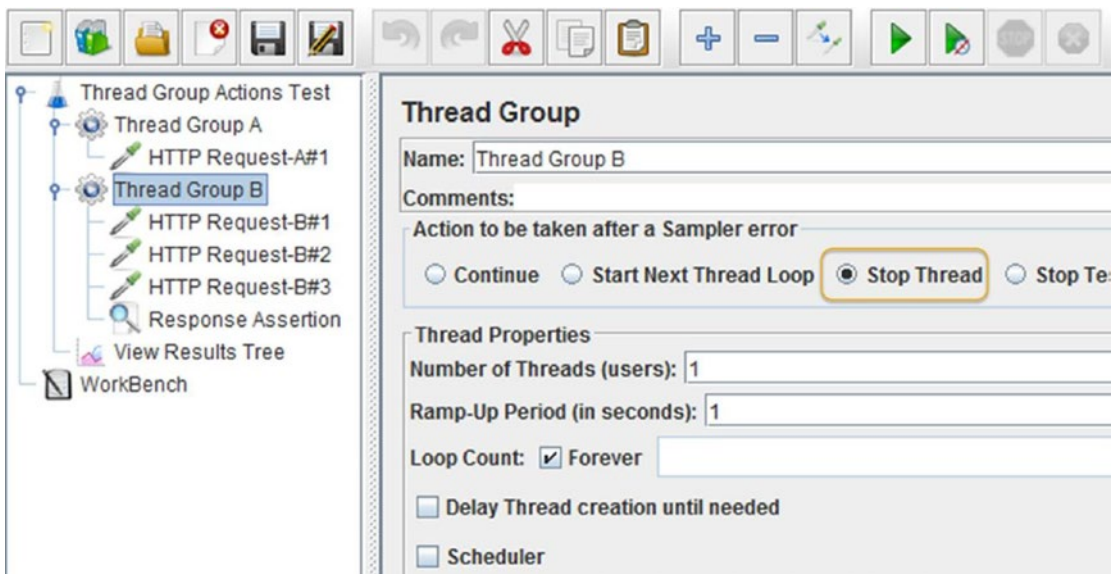 STOP
Thread Group Actions Test
Thread Group A
HTTP Request-A#1
Thread Group B
HTTP Request-B#1
HTTP Request-B#2
HTTP Request-B#3
Response Assertion
View Results Tree
WorkBench
Thread Group
Name: Thread Group B
Comments:
Action to be taken after a Sampler error
Continue Start Next Thread Loop Stop Thread Stop Te
Thread Properties
Number of Threads (users): 1
Ramp-Up Period (in seconds): 1
Loop Count: Forever
Delay Thread creation until needed
Scheduler